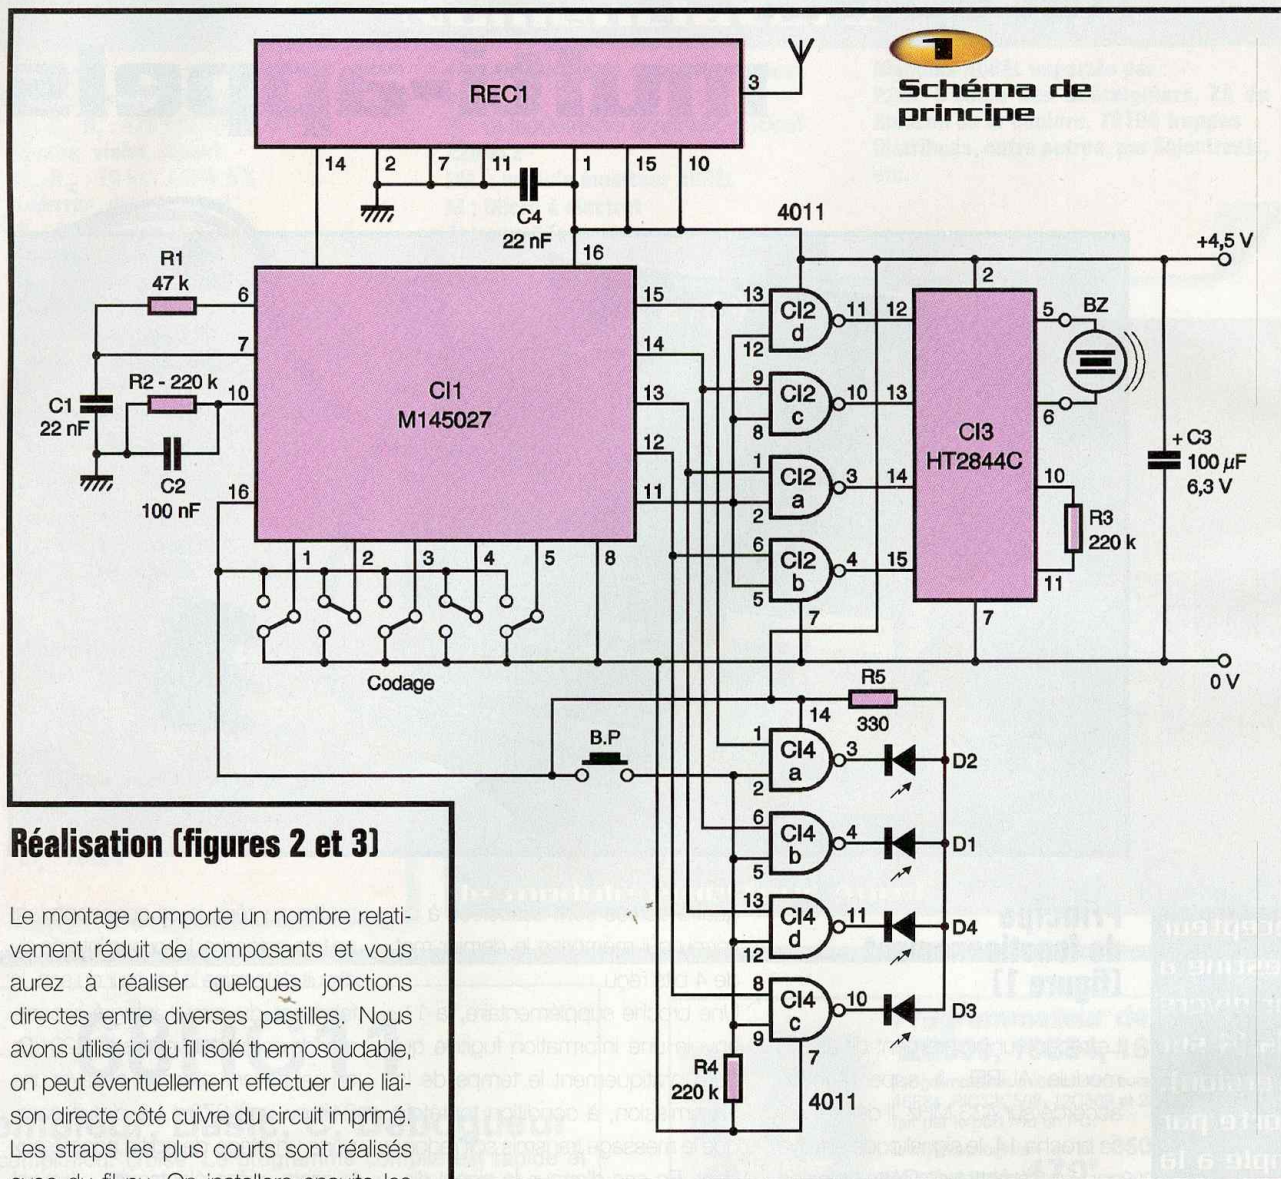 1
Schéma de
principe
REC1
3
14
2
7
11
1
15
10
C4
22 nF
4011
+4,5 V
16
R1
47 k
6
7
R2 - 220 k
10
C1
22 nF
C2
100 nF
16
CI1
M145027
15
14
13
12
11
1
2
3
4
5
8
Codage
13
12
CI2
d
11
9
8
CI2
c
10
1
2
CI2
a
3
6
5
CI2
b
4
7
12
13
14
15
2
CI3
HT2844C
5
6
10
11
7
BZ
R3
220 k
+ C3
100 µF
6,3 V
0 V
R5
330
B.P
14
1
2
CI4
a
3
D2
6
5
CI4
b
4
D1
13
12
CI4
d
11
D4
8
9
CI4
c
10
D3
7
R4
220 k
4011
Réalisation (figures 2 et 3)
Le montage comporte un nombre relati-
vement réduit de composants et vous
aurez à réaliser quelques jonctions
directes entre diverses pastilles. Nous
avons utilisé ici du fil isolé thermosoudable,
on peut éventuellement effectuer une liai-
son directe côté cuivre du circuit imprimé
Les straps les plus courts sont réalisés